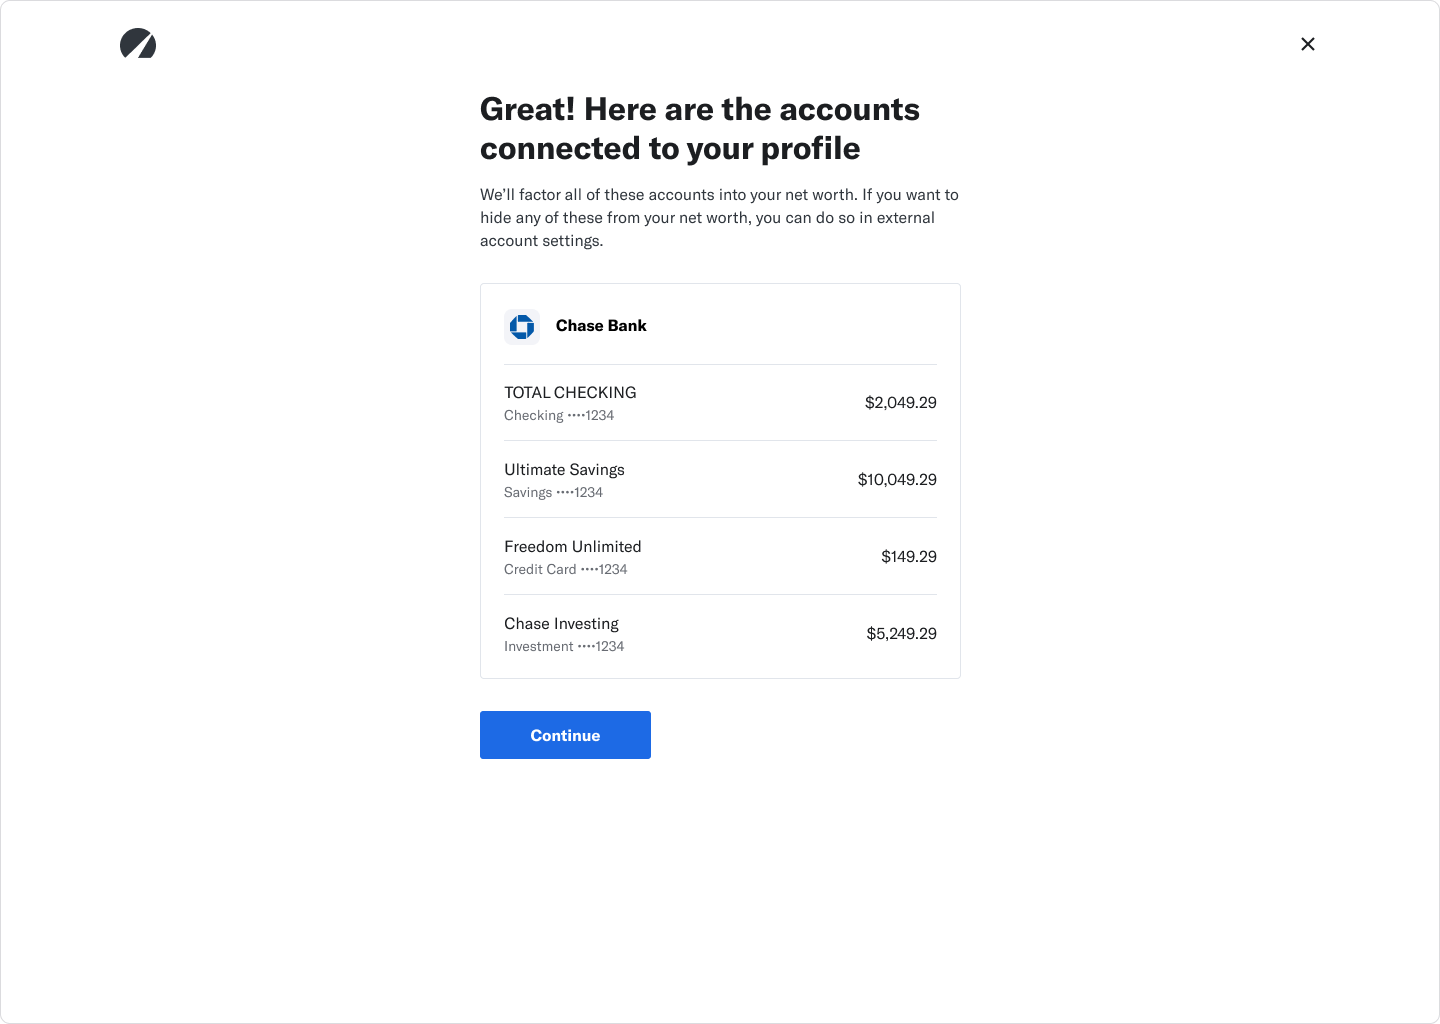 Great! Here are the accounts
connected to your profile
We’ll factor all of these accounts into your net worth. If you want to
hide any of these from your net worth, you can do so in external
account settings.
Chase Bank
TOTAL CHECKING
Checking ••••1234
$2,049.29
Ultimate Savings
Savings ••••1234
$10,049.29
Freedom Unlimited
Credit Card ••••1234
$149.29
Chase Investing
Investment ••••1234
$5,249.29
Continue